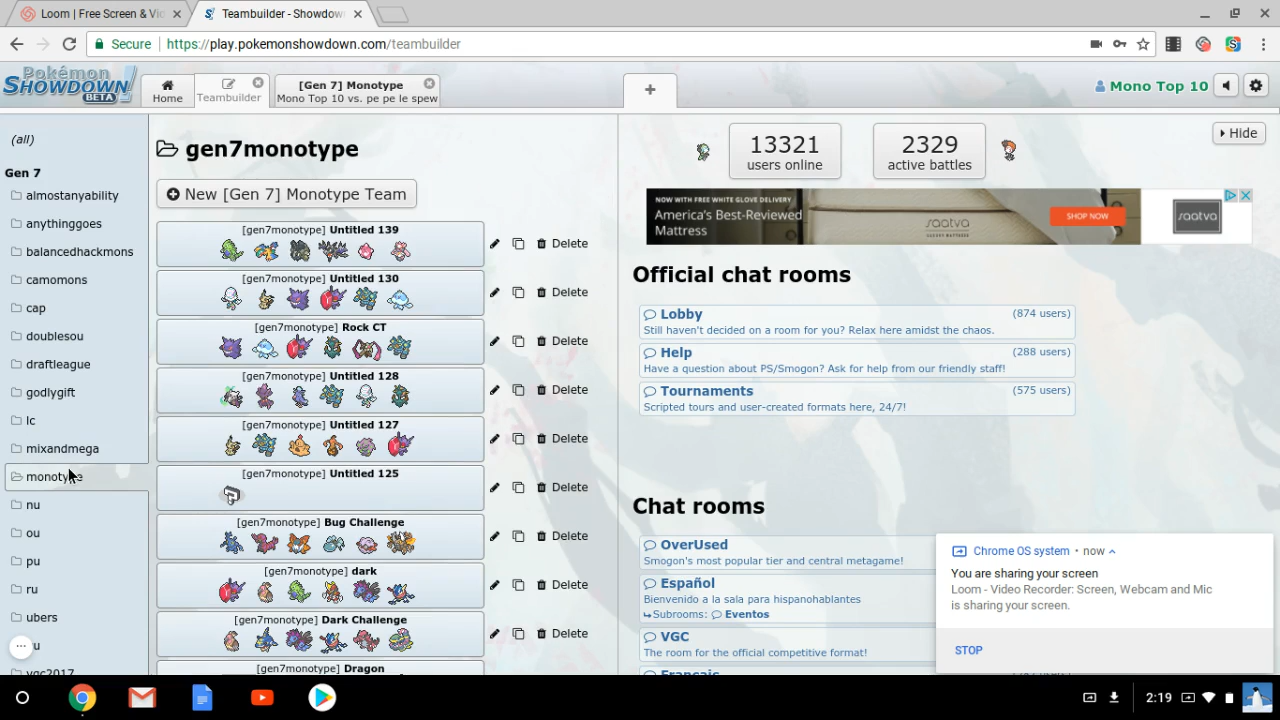 Loom | Free Screen & Vi
Teambuilder - Showdow
Secure https://play.pokemonshowdown.com/teambuilder
Pokémon
SHOWDOWN
BETA
Home
Teambuilder
[Gen 7] Monotype
Mono Top 10 vs. pe pe le spew
+
Mono Top 10
(all)
Gen 7
almostanyability
anythinggoes
balancedhackmons
camomons
cap
doublesou
draftleague
godlygift
lc
mixandmega
monotype
nu
ou
pu
ru
ubers
u
vgc2017
gen7monotype
New [Gen 7] Monotype Team
[gen7monotype] Untitled 139
Delete
[gen7monotype] Untitled 130
Delete
[gen7monotype] Rock CT
Delete
[gen7monotype] Untitled 128
Delete
[gen7monotype] Untitled 127
Delete
[gen7monotype] Untitled 125
Delete
[gen7monotype] Bug Challenge
Delete
[gen7monotype] dark
Delete
[gen7monotype] Dark Challenge
Delete
[gen7monotype] Dragon
13321
users online
2329
active battles
Hide
NOW WITH FREE WHITE GLOVE DELIVERY
America's Best-Reviewed
Mattress
saatva
SHOP NOW
saatva
Official chat rooms
Lobby (874 users)
Still haven't decided on a room for you? Relax here amidst the chaos.
Help (288 users)
Have a question about PS/Smogon? Ask for help from our friendly staff!
Tournaments (575 users)
Scripted tours and user-created formats here, 24/7!
Chat rooms
OverUsed
Smogon's most popular tier and central metagame!
Español
Bienvenido a la sala para hispanohablantes
Subrooms: Eventos
VGC
The room for the official competitive format!
Français
Chrome OS system • now
You are sharing your screen
Loom - Video Recorder: Screen, Webcam and Mic
is sharing your screen.
STOP
2:19